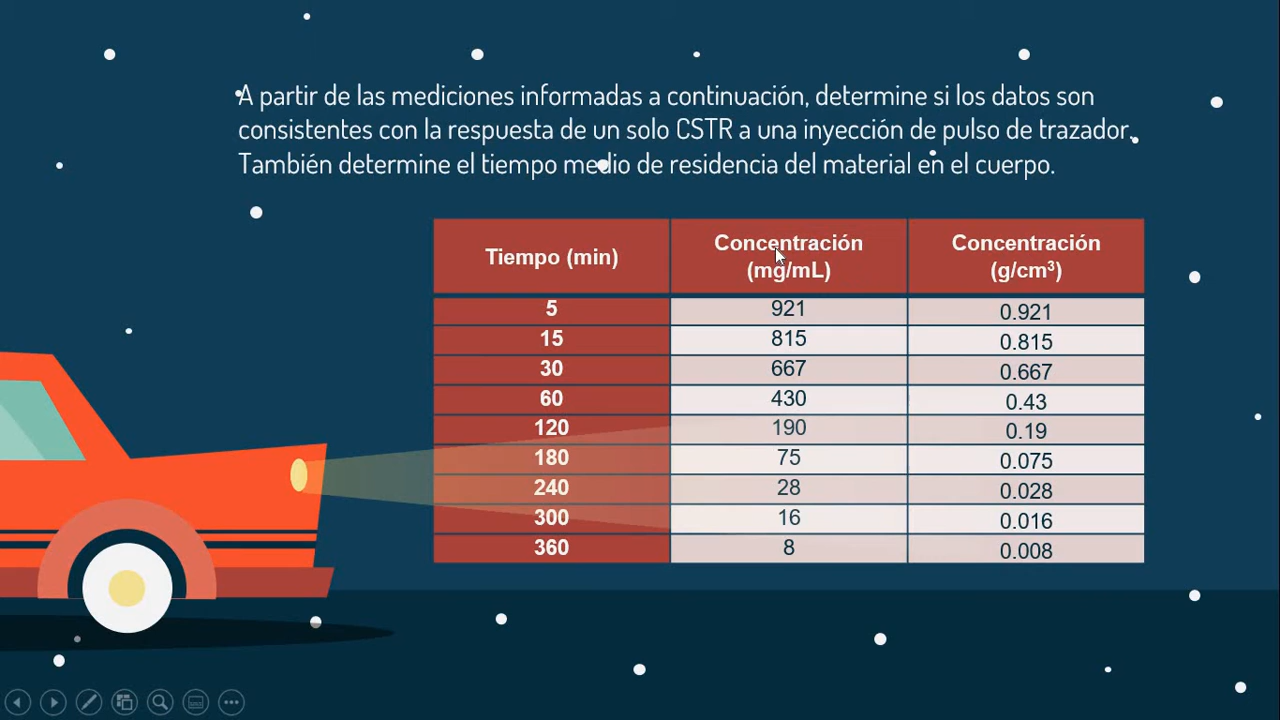 A partir de las mediciones informadas a continuación, determine si los datos son
consistentes con la respuesta de un solo CSTR a una inyección de pulso de trazador.
También determine el tiempo medio de residencia del material en el cuerpo.
Tiempo (min) Concentración (mg/mL) Concentración (g/cm³)
5 921 0.921
15 815 0.815
30 667 0.667
60 430 0.43
120 190 0.19
180 75 0.075
240 28 0.028
300 16 0.016
360 8 0.008